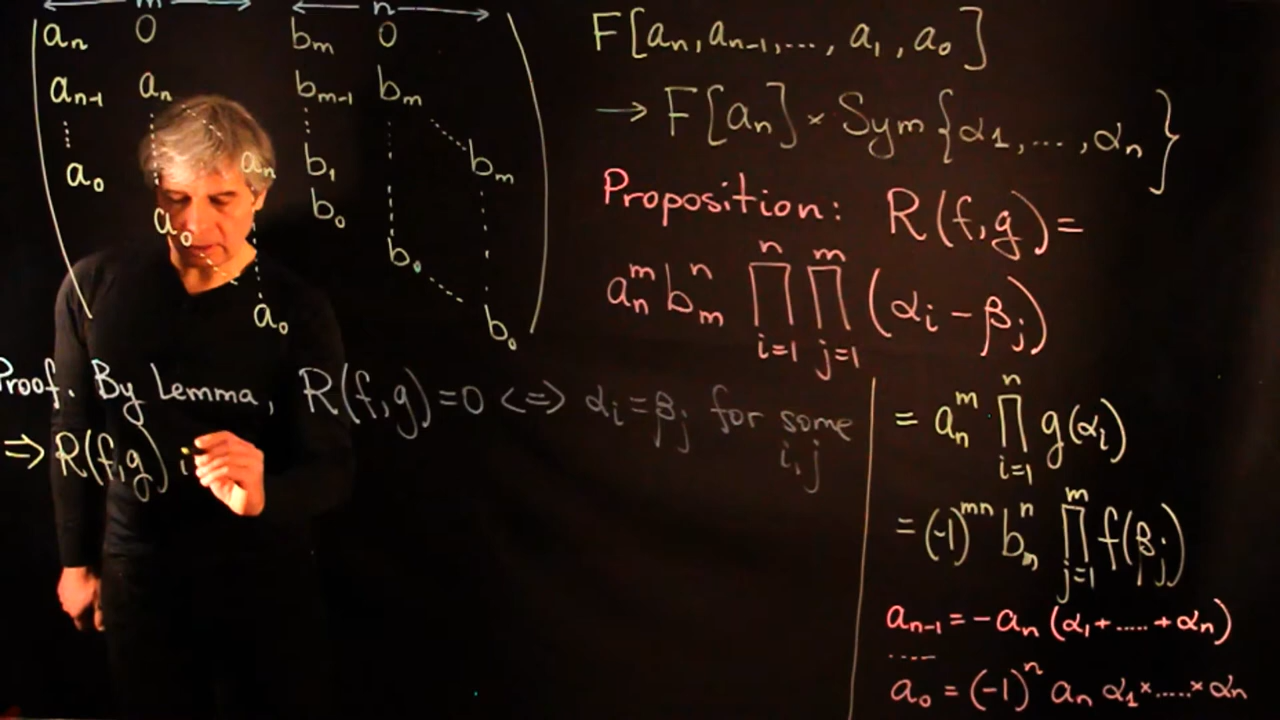 m n
a_n 0 b_m 0
a_{n-1} a_n b_{m-1} b_m
⋮ a_n b_1 b_m
a_0 b_0
a_0 b_0
a_0 b_0
F[a_n, a_{n-1}, ..., a_1, a_0]
→ F[a_n] × Sym{α_1, ..., α_n}
Proposition: R(f,g) =
a_n^m b_m^n ∏_{i=1}^n ∏_{j=1}^m (α_i - β_j)
Proof. By Lemma, R(f,g)=0 <=> α_i=β_j for some i,j
=> R(f,g) i
= a_n^m · ∏_{i=1}^n g(α_i)
= (-1)^{mn} b_m^n ∏_{j=1}^m f(β_j)
a_{n-1} = -a_n (α_1+.....+α_n)
.....
a_0 = (-1)^n a_n α_1×.....×α_n